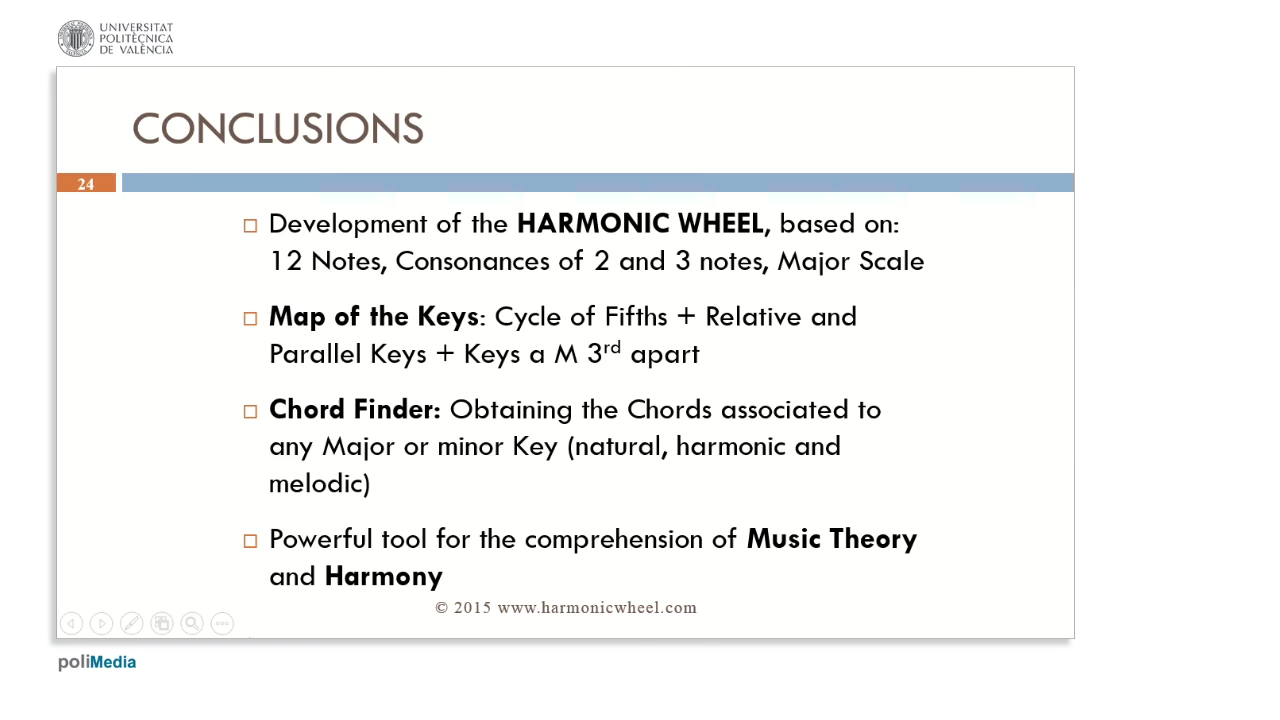 UNIVERSITAT
POLITÈCNICA
DE VALÈNCIA
CONCLUSIONS
24
Development of the HARMONIC WHEEL, based on:
12 Notes, Consonances of 2 and 3 notes, Major Scale
Map of the Keys: Cycle of Fifths + Relative and
Parallel Keys + Keys a M 3rd apart
Chord Finder: Obtaining the Chords associated to
any Major or minor Key (natural, harmonic and
melodic)
Powerful tool for the comprehension of Music Theory
and Harmony
© 2015 www.harmonicwheel.com
poliMedia